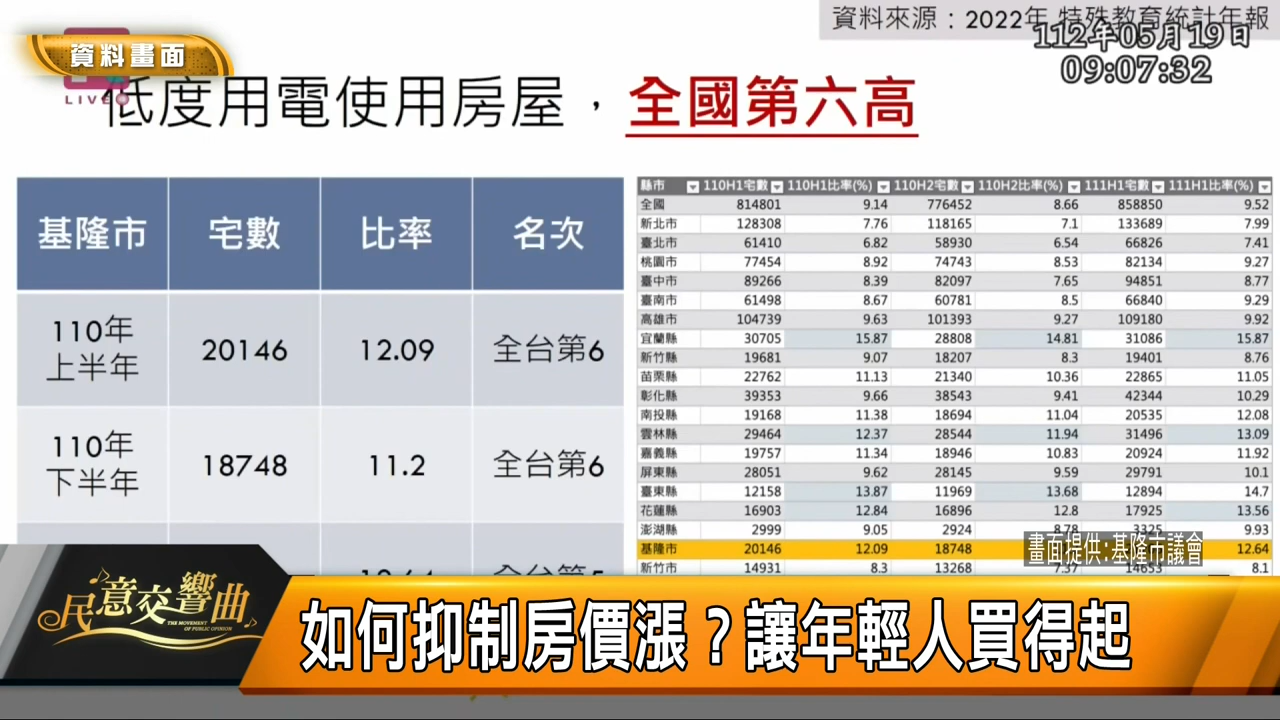 資料來源：2022年 特殊教育統計年報
資料畫面
112年05月19日
09:07:32
LIVE
低度用電使用房屋，全國第六高
基隆市 宅數 比率 名次
110年上半年 20146 12.09 全台第6
110年下半年 18748 11.2 全台第6
縣市 110H1宅數 110H1比率(%) 110H2宅數 110H2比率(%) 111H1宅數 111H1比率(%)
全國 814801 9.14 776452 8.66 858850 9.52
新北市 128308 7.76 118165 7.1 133689 7.99
臺北市 61410 6.82 58930 6.54 66826 7.41
桃園市 77454 8.92 74743 8.53 82134 9.27
臺中市 89266 8.39 82097 7.65 94851 8.77
臺南市 61498 8.67 60781 8.5 66840 9.29
高雄市 104739 9.63 101393 9.27 109180 9.92
宜蘭縣 30705 15.87 28808 14.81 31086 15.87
新竹縣 19681 9.07 18207 8.3 19401 8.76
苗栗縣 22762 11.13 21340 10.36 22865 11.05
彰化縣 39353 9.66 38543 9.41 42344 10.29
南投縣 19168 11.38 18694 11.04 20535 12.08
雲林縣 29464 12.37 28544 11.94 31496 13.09
嘉義縣 19757 11.34 18946 10.83 20924 11.92
屏東縣 28051 9.62 28145 9.59 29791 10.1
臺東縣 12158 13.87 11969 13.68 12894 14.7
花蓮縣 16903 12.84 16896 12.8 17925 13.56
澎湖縣 2999 9.05 2924 8.78 3325 9.93
基隆市 20146 12.09 18748 12.64
新竹市 14931 8.3 13268 7.37 14653 8.1
畫面提供:基隆市議會
民意交響曲
THE MOVEMENT
OF PUBLIC OPINION
如何抑制房價漲？讓年輕人買得起